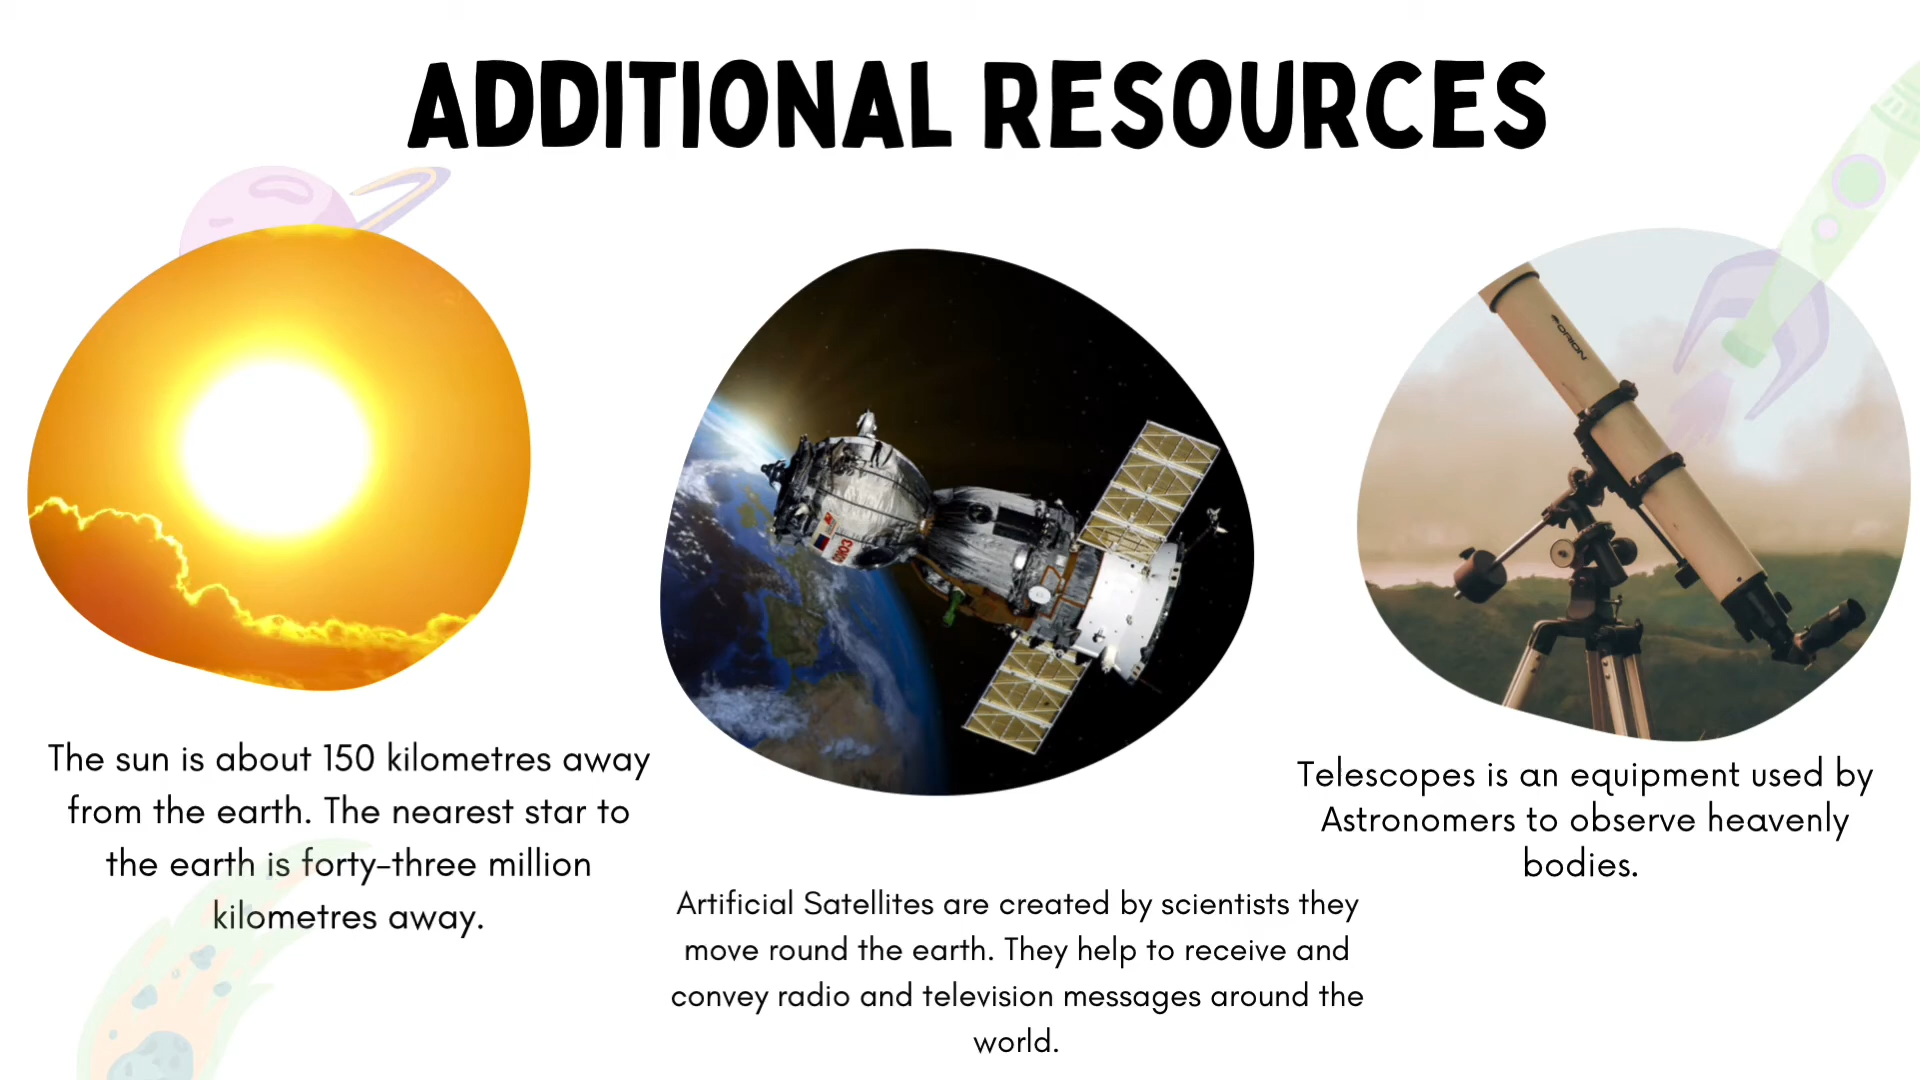 ADDITIONAL RESOURCES
ORION
The sun is about 150 kilometres away
from the earth. The nearest star to
the earth is forty-three million
kilometres away.
Artificial Satellites are created by scientists they
move round the earth. They help to receive and
convey radio and television messages around the
world.
Telescopes is an equipment used by
Astronomers to observe heavenly
bodies.